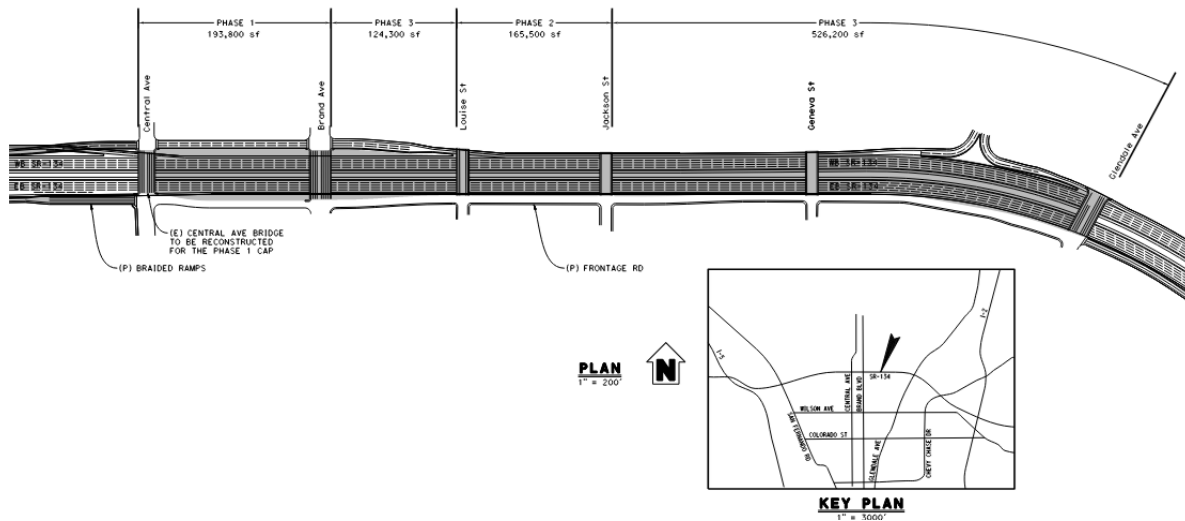 PHASE 1
193,800 sf
PHASE 3
124,300 sf
PHASE 2
165,500 sf
PHASE 3
526,200 sf
Central Ave
Brand Ave
Louise St
Jackson St
Geneva St
Glendale Ave
WB SR-134
EB SR-134
WB SR-134
EB SR-134
(E) CENTRAL AVE BRIDGE
TO BE RECONSTRUCTED
FOR THE PHASE 1 CAP
(P) BRAIDED RAMPS
(P) FRONTAGE RD
PLAN
1" = 200'
N
I-5
I-2
CENTRAL AVE
BRAND BLVD
SR-134
WILSON AVE
SAN FERNANDO RD
COLORADO ST
GLENDALE AVE
CHEVY CHASE DR
KEY PLAN
1" = 3000'